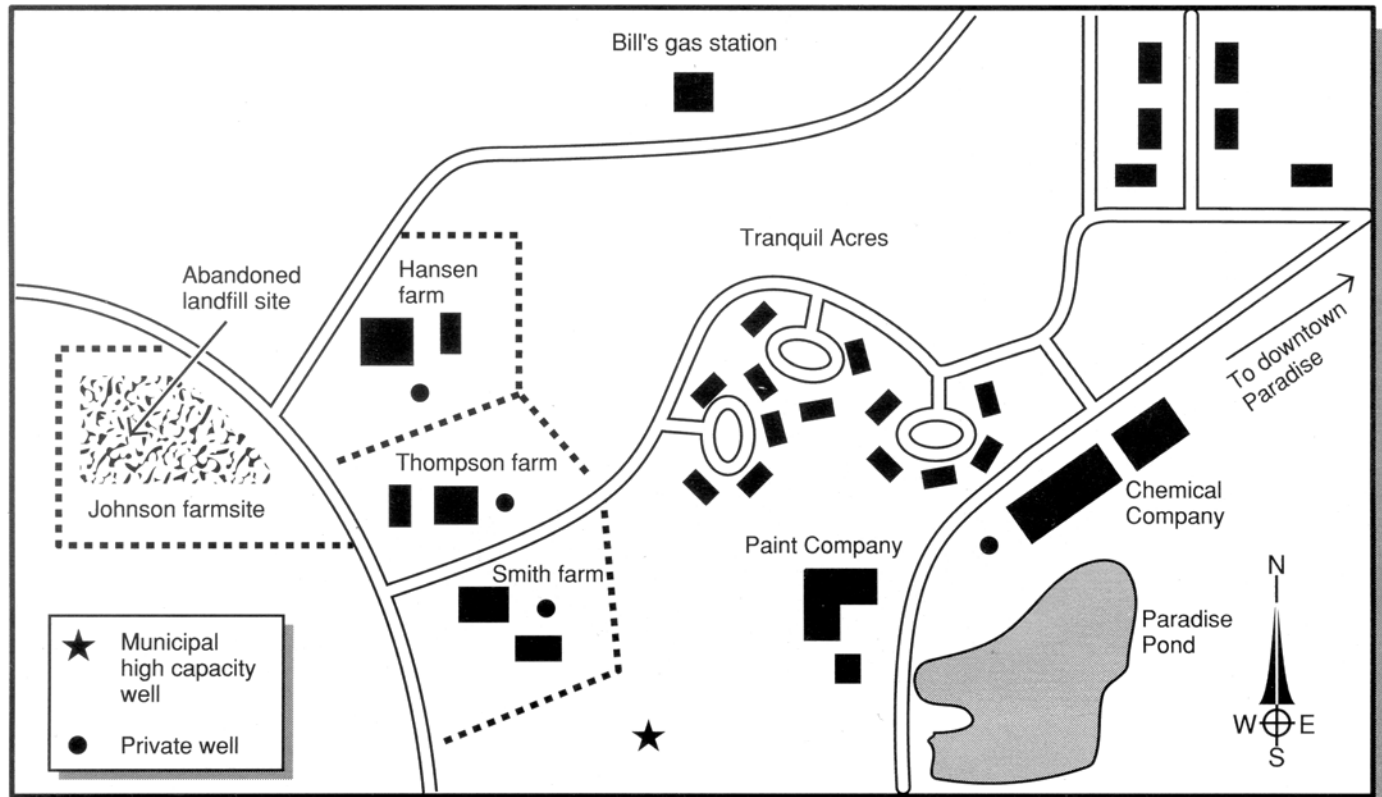 Bill's gas station
Tranquil Acres
Abandoned
landfill site
Hansen
farm
To downtown
Paradise
Thompson farm
Johnson farmsite
Chemical
Company
Paint Company
Smith farm
Paradise
Pond
Municipal
high capacity
well
Private well
N
W E
S